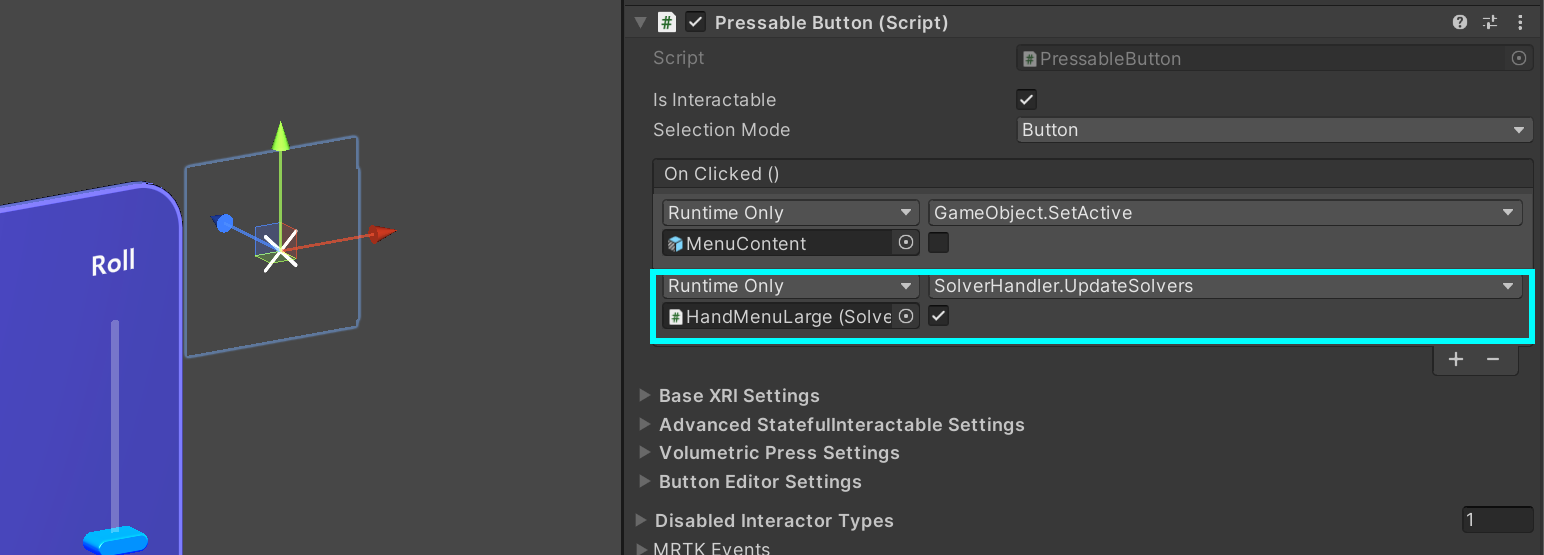 Pressable Button (Script)
Script
PressableButton
Is Interactable
Selection Mode
Button
On Clicked ()
Runtime Only
GameObject.SetActive
MenuContent
Runtime Only
SolverHandler.UpdateSolvers
HandMenuLarge (Solve
Base XRI Settings
Advanced StatefulInteractable Settings
Volumetric Press Settings
Button Editor Settings
Disabled Interactor Types
1
MRTK Events
Roll